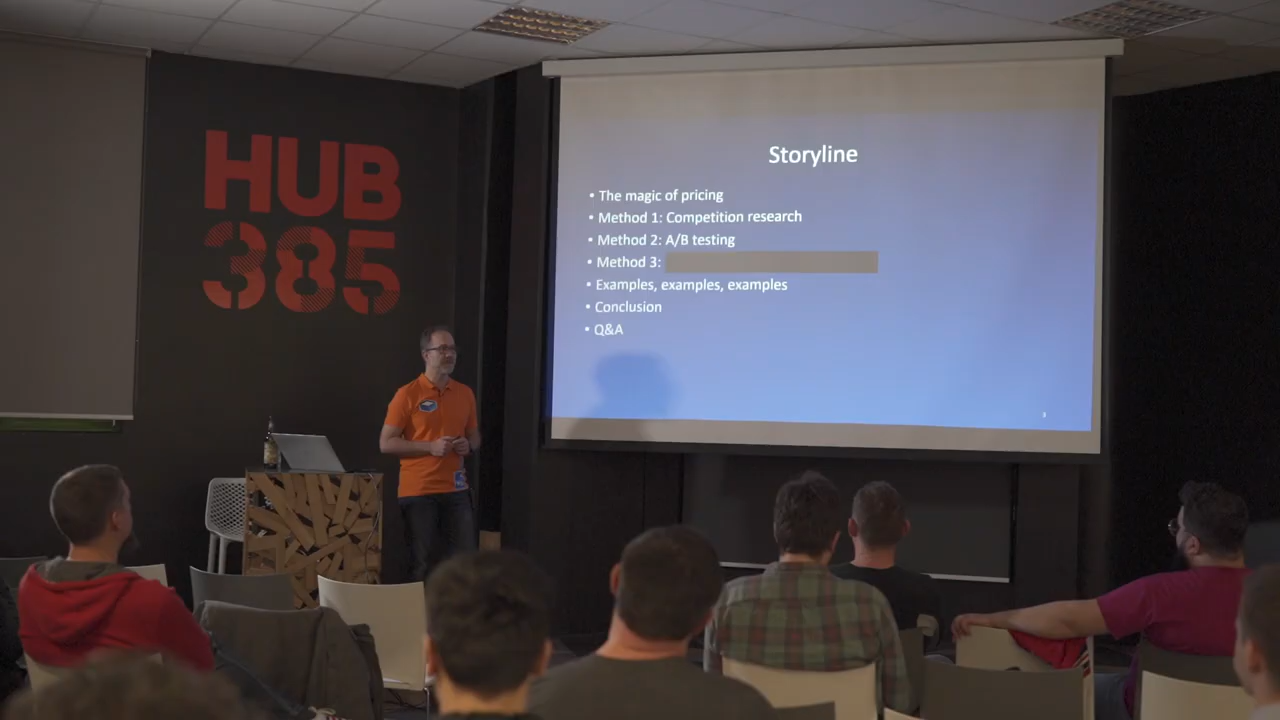 HUB
385
Storyline
• The magic of pricing
• Method 1: Competition research
• Method 2: A/B testing
• Method 3:
• Examples, examples, examples
• Conclusion
• Q&A